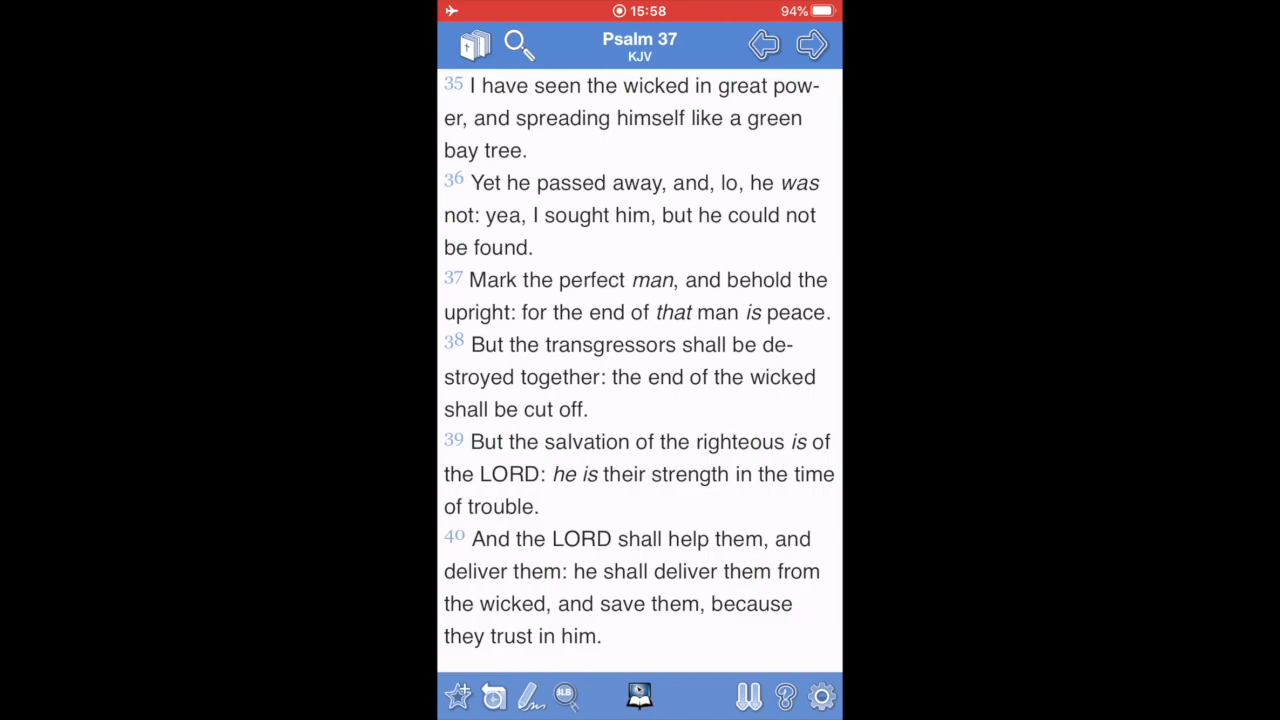 15:58
94%
Psalm 37
KJV
35 I have seen the wicked in great pow-
er, and spreading himself like a green
bay tree.
36 Yet he passed away, and, lo, he was
not: yea, I sought him, but he could not
be found.
37 Mark the perfect man, and behold the
upright: for the end of that man is peace.
38 But the transgressors shall be de-
stroyed together: the end of the wicked
shall be cut off.
39 But the salvation of the righteous is of
the LORD: he is their strength in the time
of trouble.
40 And the LORD shall help them, and
deliver them: he shall deliver them from
the wicked, and save them, because
they trust in him.
BLB